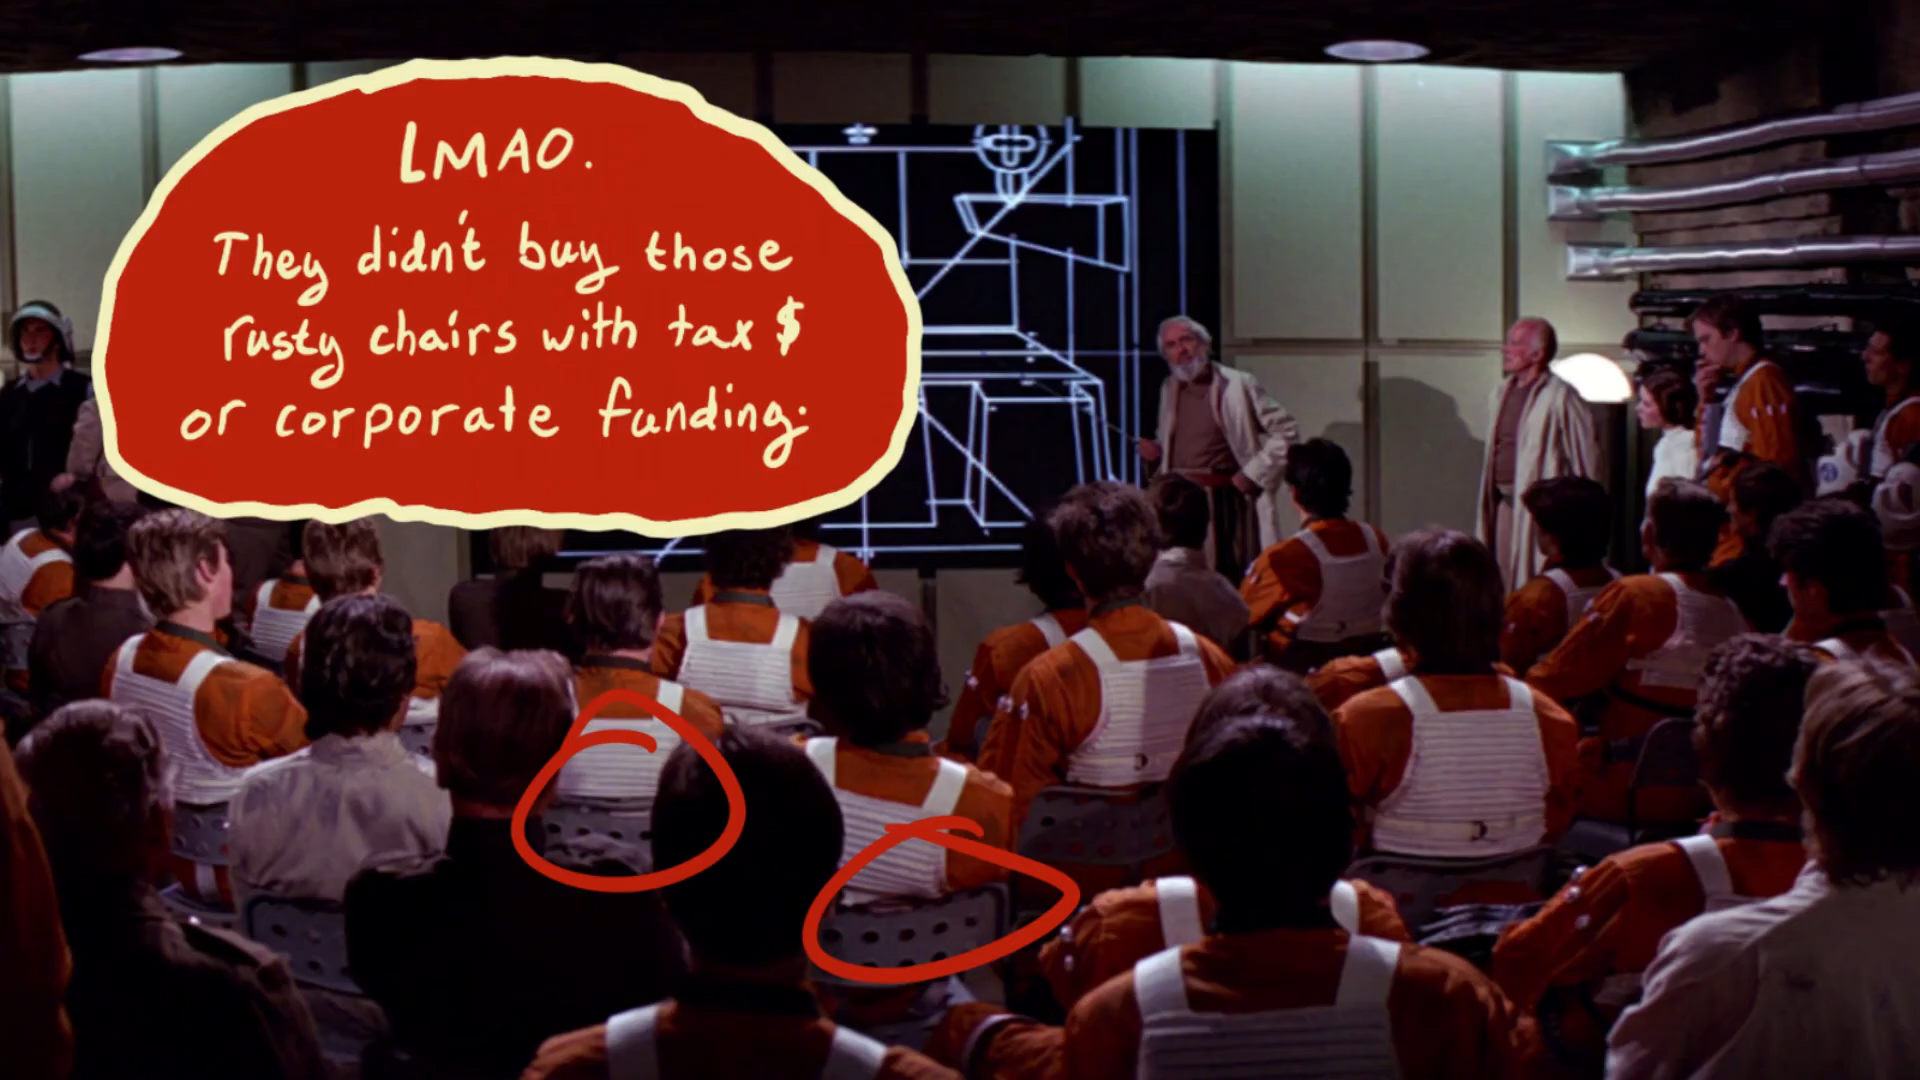 LMAO.
They didn't buy those
rusty chairs with tax $
or corporate funding.